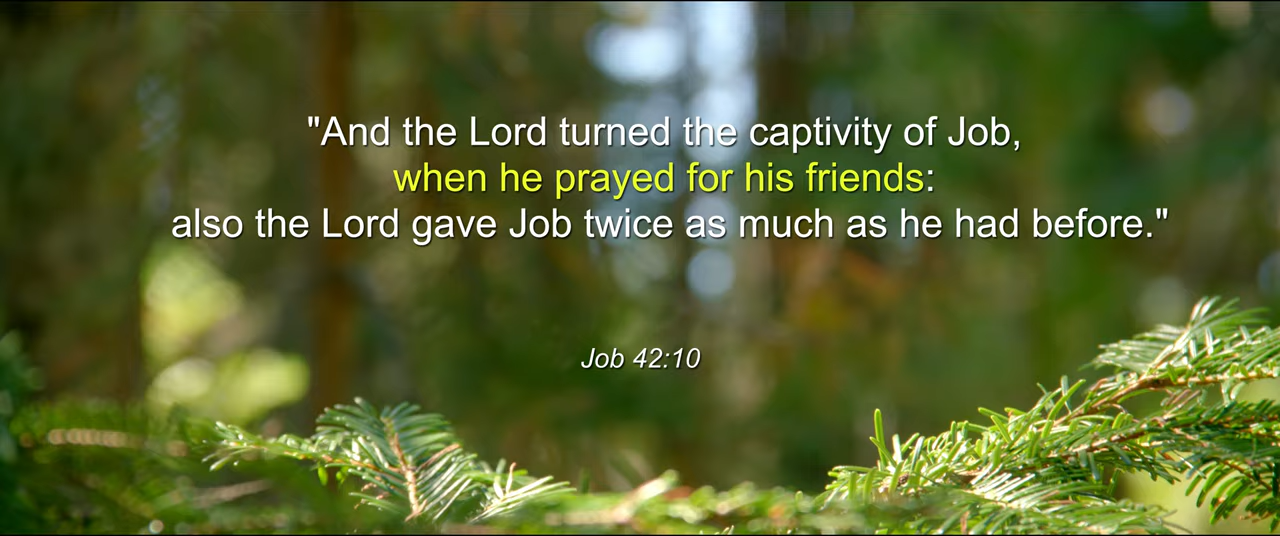 "And the Lord turned the captivity of Job,
when he prayed for his friends:
also the Lord gave Job twice as much as he had before."
Job 42:10